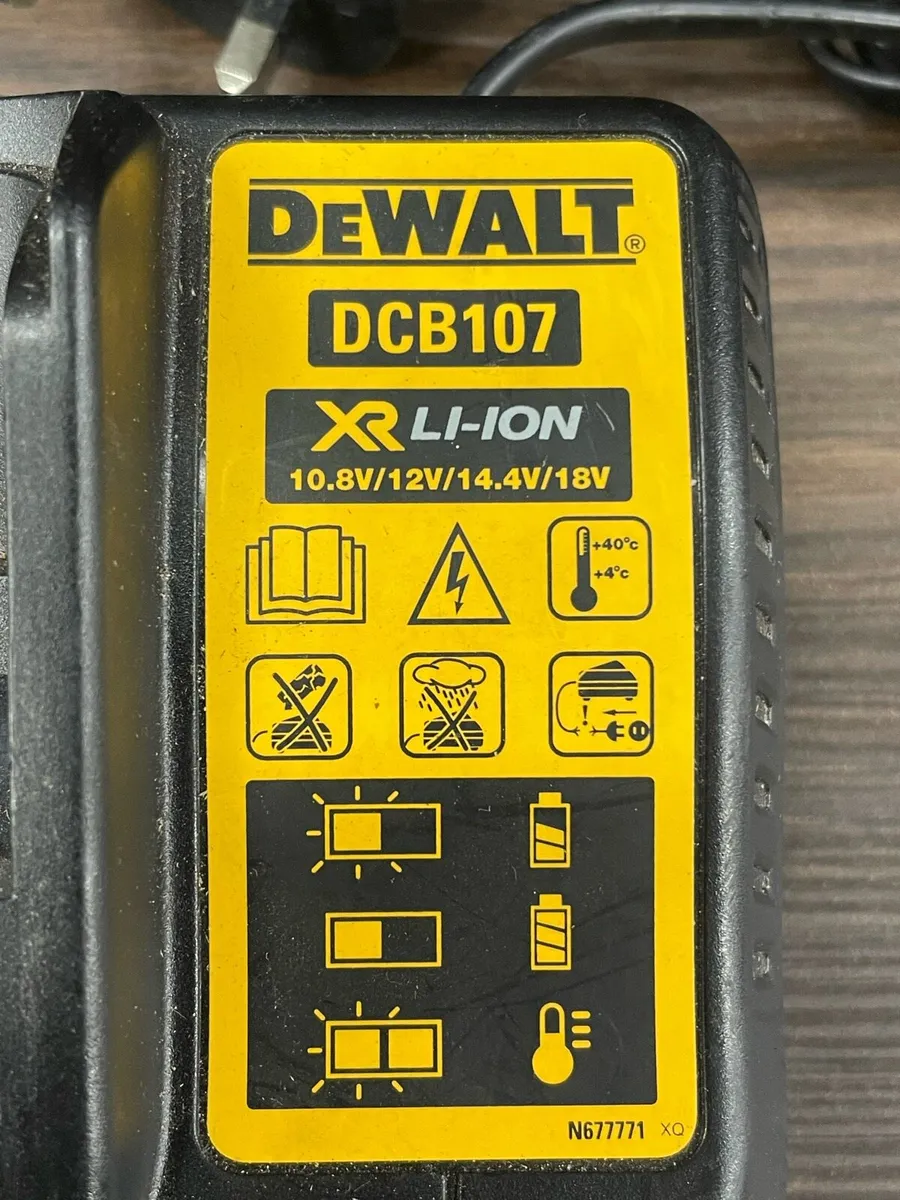 DEWALT®
DCB107
XR LI-ION
10.8V/12V/14.4V/18V
+40°c
+4°c
N677771 XQ